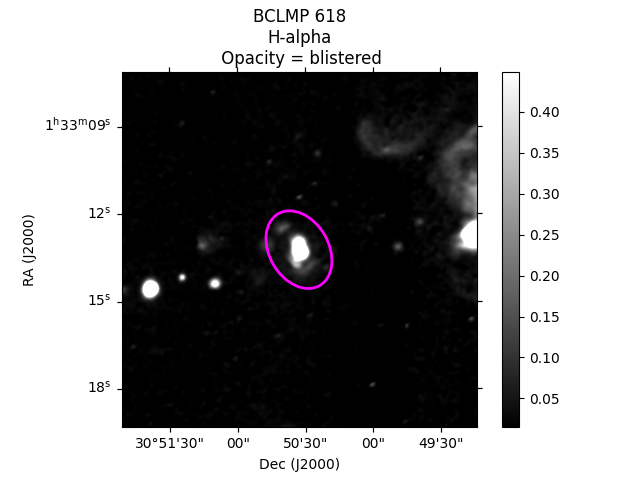 BCLMP 618
H-alpha
Opacity = blistered
1ʰ33ᵐ09ˢ
12ˢ
15ˢ
18ˢ
RA (J2000)
30°51'30" 00" 50'30" 00" 49'30"
Dec (J2000)
0.40
0.35
0.30
0.25
0.20
0.15
0.10
0.05